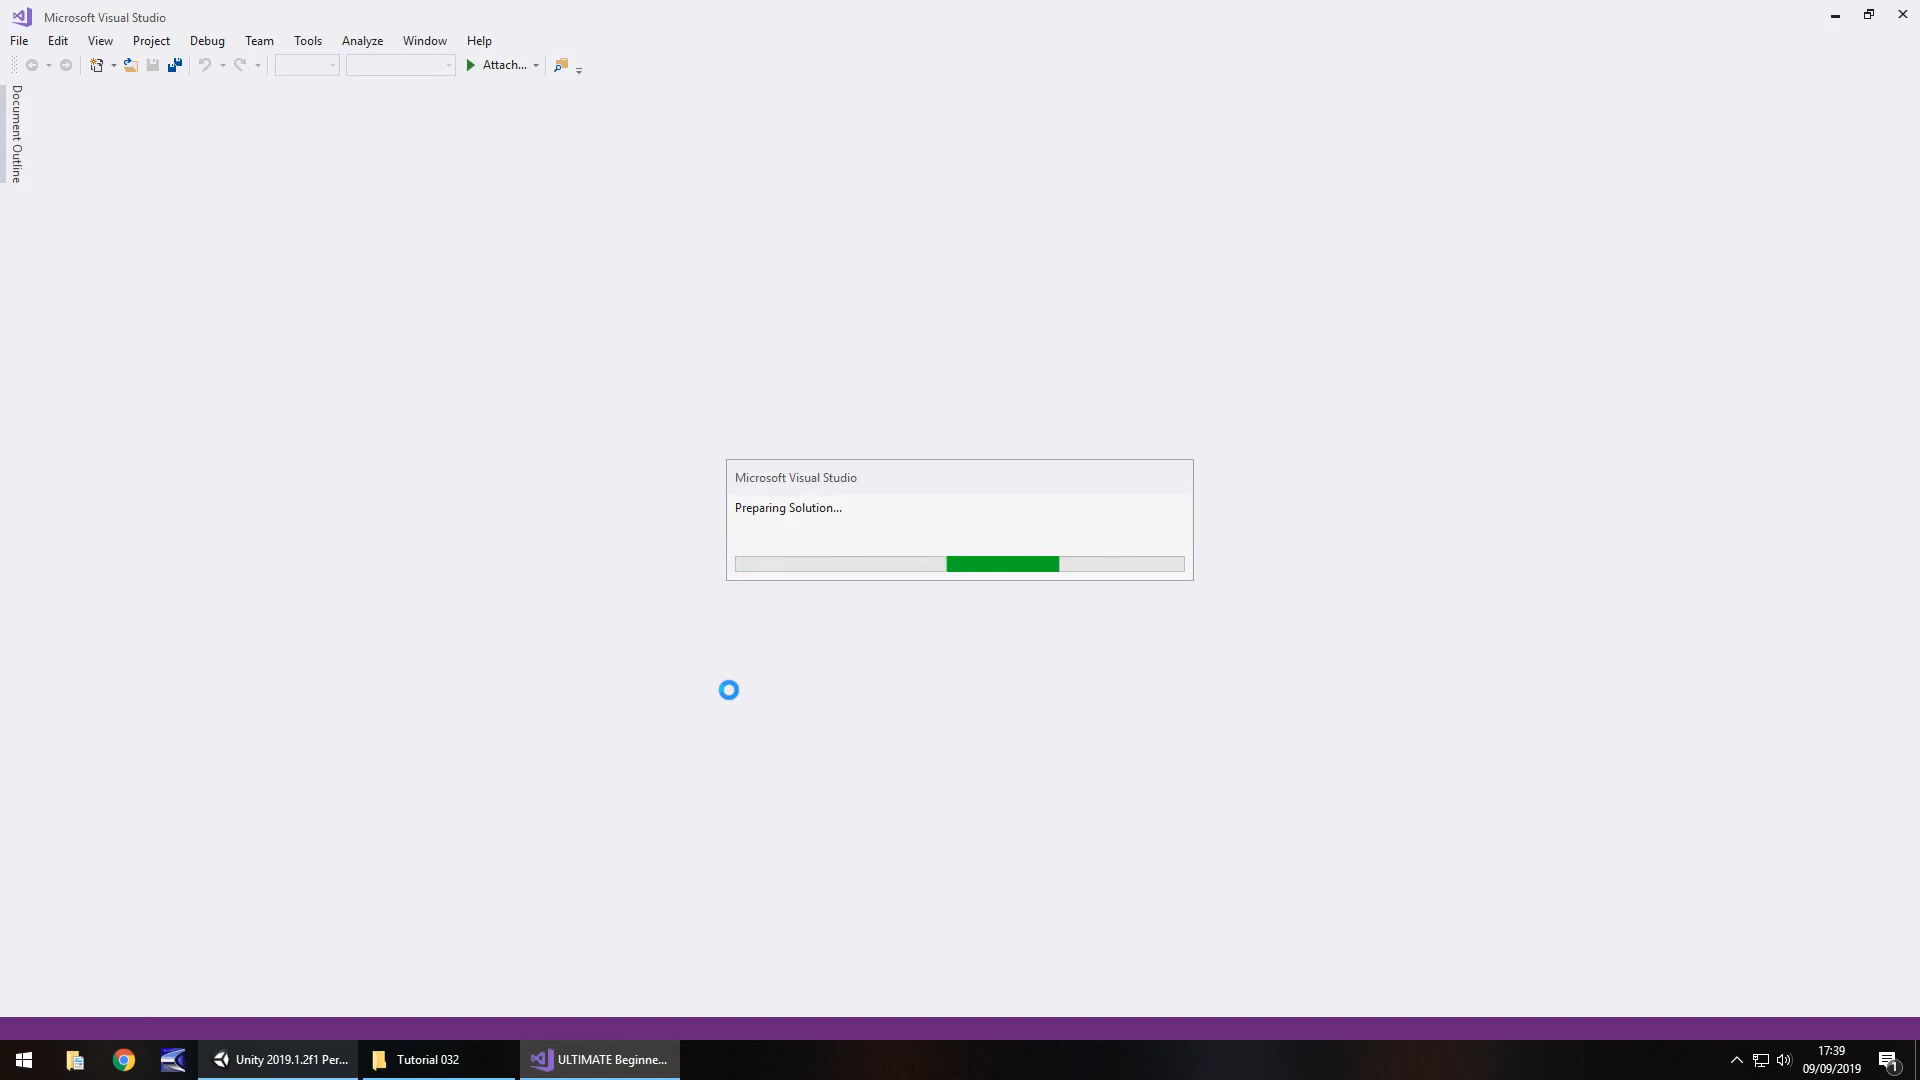 Microsoft Visual Studio
File Edit View Project Debug Team Tools Analyze Window Help
Attach...
Document Outline
Microsoft Visual Studio
Preparing Solution...
Unity 2019.1.2f1 Per... Tutorial 032 ULTIMATE Beginne...
17:39
09/09/2019
1